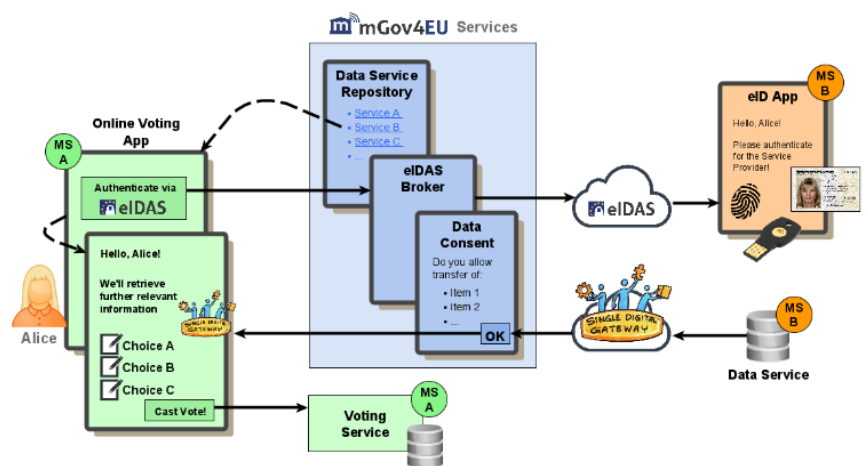 mGov4EU Services
Data Service
Repository
• Service A
• Service B
• Service C
• ...
eIDAS
Broker
Data
Consent
Do you allow
transfer of:
• Item 1
• Item 2
• ...
OK
Online Voting
App
MS
A
Authenticate via
eIDAS
Hello, Alice!
We'll retrieve
further relevant
information
SINGLE DIGITAL
GATEWAY
Choice A
Choice B
Choice C
Cast Vote!
Alice
Voting
Service
MS
A
eIDAS
MS
B
eID App
Hello, Alice!
Please authenticate
for the Service
Provider!
SINGLE DIGITAL
GATEWAY
MS
B
Data Service